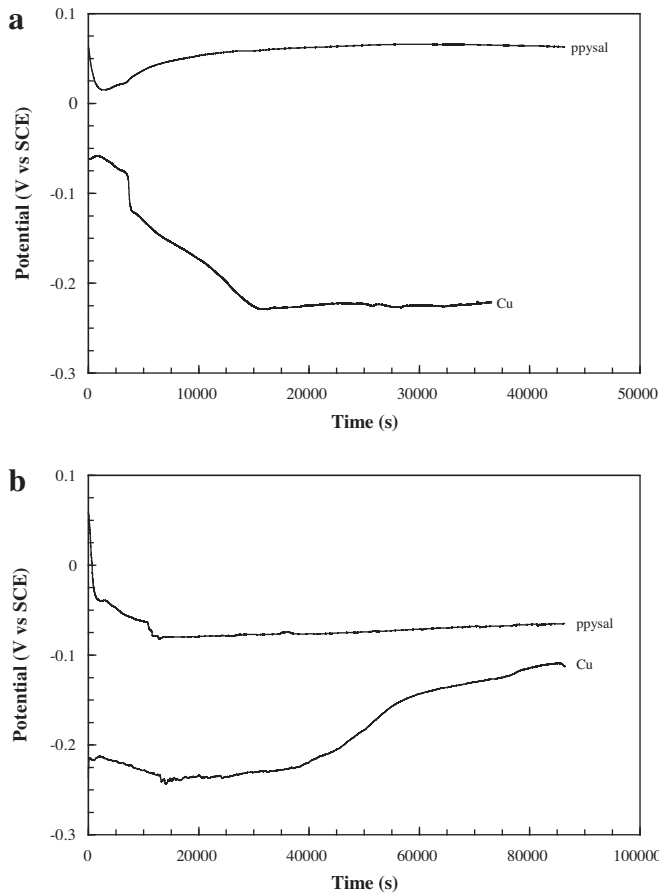 a
0.1
ppysal
0
-0.1
-0.2
Cu
-0.3
Potential (V vs SCE)
0 10000 20000 30000 40000 50000
Time (s)
b
0.1
0
ppysal
-0.1
Cu
-0.2
-0.3
Potential (V vs SCE)
0 20000 40000 60000 80000 100000
Time (s)